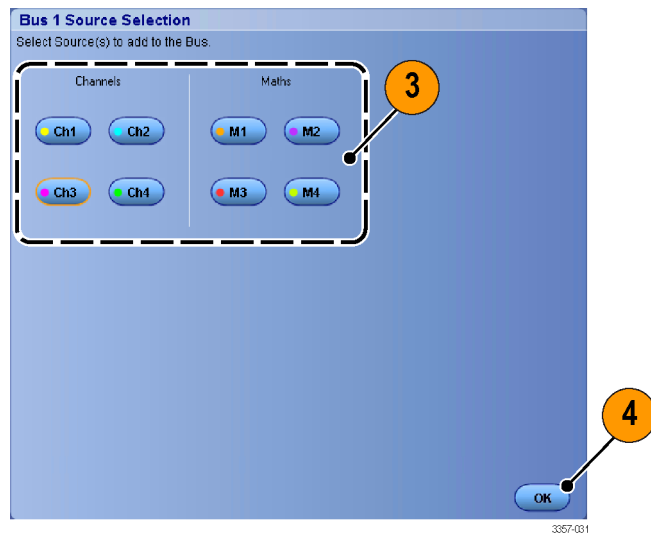 Bus 1 Source Selection
Select Source(s) to add to the Bus.
Channels Maths
3
Ch1 Ch2 M1 M2
Ch3 Ch4 M3 M4
4
OK
3357-031